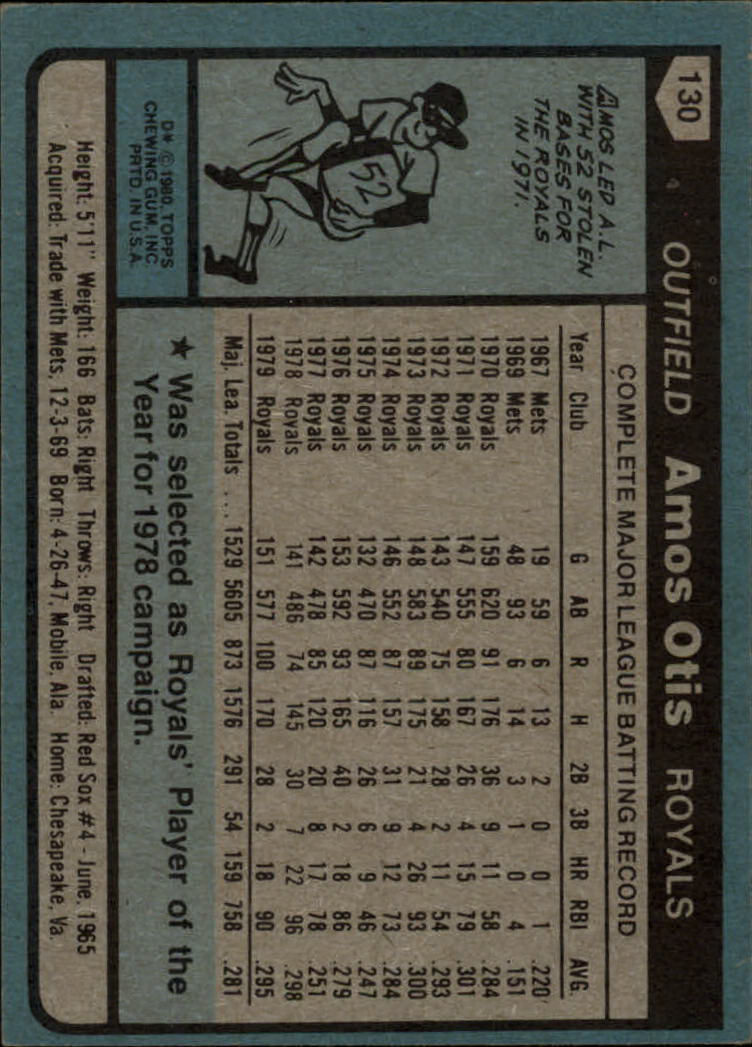 130
OUTFIELD Amos Otis ROYALS
AMOS LED A.L.
WITH 52 STOLEN
BASES FOR
THE ROYALS
IN 1971.
52
D* © 1980, TOPPS
CHEWING GUM, INC.
PRTD. IN U.S.A.
COMPLETE MAJOR LEAGUE BATTING RECORD
Year Club G AB R H 2B 3B HR RBI AVG
1967 Mets 19 59 6 13 2 0 0 1 .220
1969 Mets 48 93 6 14 3 1 0 4 .151
1970 Royals 159 620 91 176 36 9 11 58 .284
1971 Royals 147 555 80 167 26 4 15 79 .301
1972 Royals 143 540 75 158 28 2 11 54 .293
1973 Royals 148 583 89 175 21 4 26 93 .300
1974 Royals 146 552 87 157 31 9 12 73 .284
1975 Royals 132 470 87 116 26 6 9 46 .247
1976 Royals 153 592 93 165 40 2 18 86 .279
1977 Royals 142 478 85 120 20 8 17 78 .251
1978 Royals 141 486 74 145 30 7 22 96 .298
1979 Royals 151 577 100 170 28 2 18 90 .295
Maj. Lea. Totals . . . 1529 5605 873 1576 291 54 159 758 .281
★ Was selected as Royals' Player of the
Year for 1978 campaign.
Height: 5'11" Weight: 166 Bats: Right Throws: Right Drafted: Red Sox #4 - June, 1965
Acquired: Trade with Mets, 12-3-69 Born: 4-26-47, Mobile, Ala. Home: Chesapeake, Va.